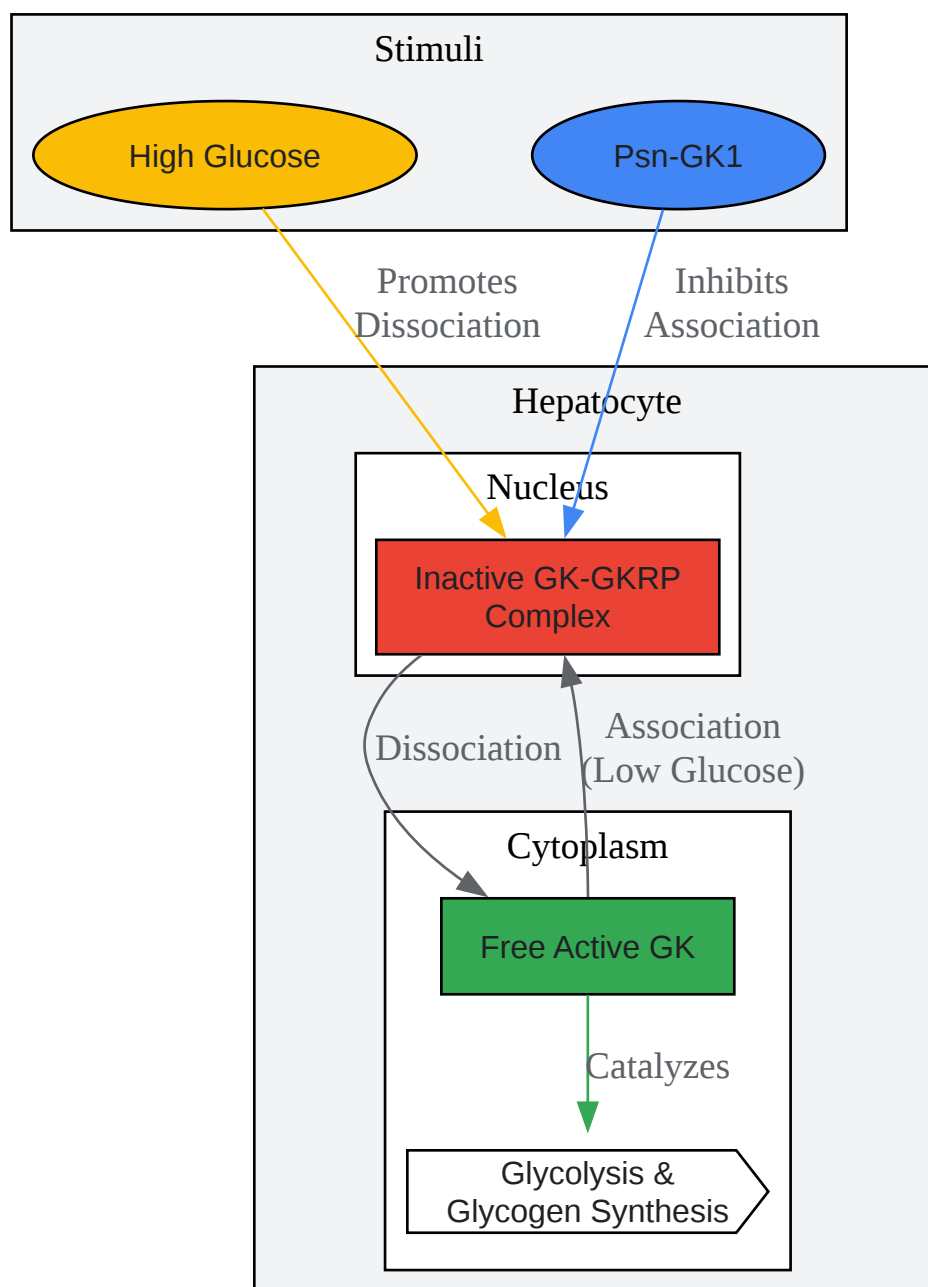 Stimuli
High Glucose
Psn-GK1
Promotes
Dissociation
Inhibits
Association
Hepatocyte
Nucleus
Inactive GK-GKRP
Complex
Dissociation
Association
(Low Glucose)
Cytoplasm
Free Active GK
Catalyzes
Glycolysis &
Glycogen Synthesis